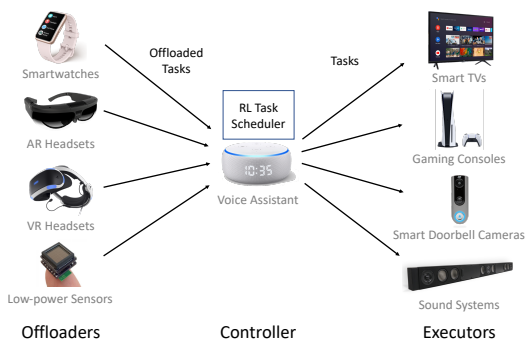 Smartwatches
AR Headsets
VR Headsets
Low-power Sensors
Offloaders
Offloaded
Tasks
RL Task
Scheduler
10:35
Voice Assistant
Controller
Tasks
Smart TVs
Gaming Consoles
Smart Doorbell Cameras
Sound Systems
Executors